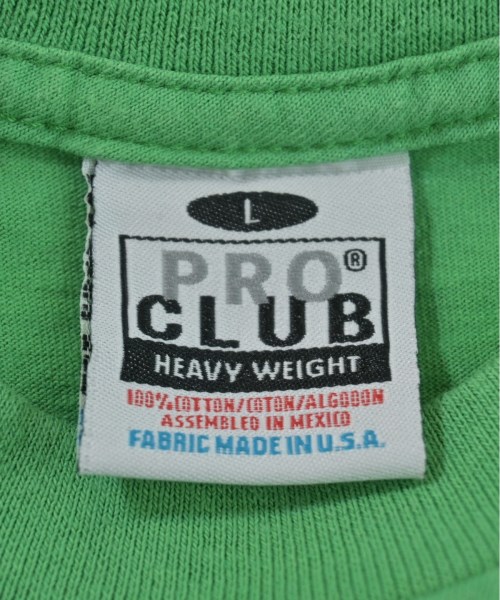 L
PRO®
CLUB
HEAVY WEIGHT
100% COTTON/COTON/ALGODON
ASSEMBLED IN MEXICO
FABRIC MADE IN U.S.A.